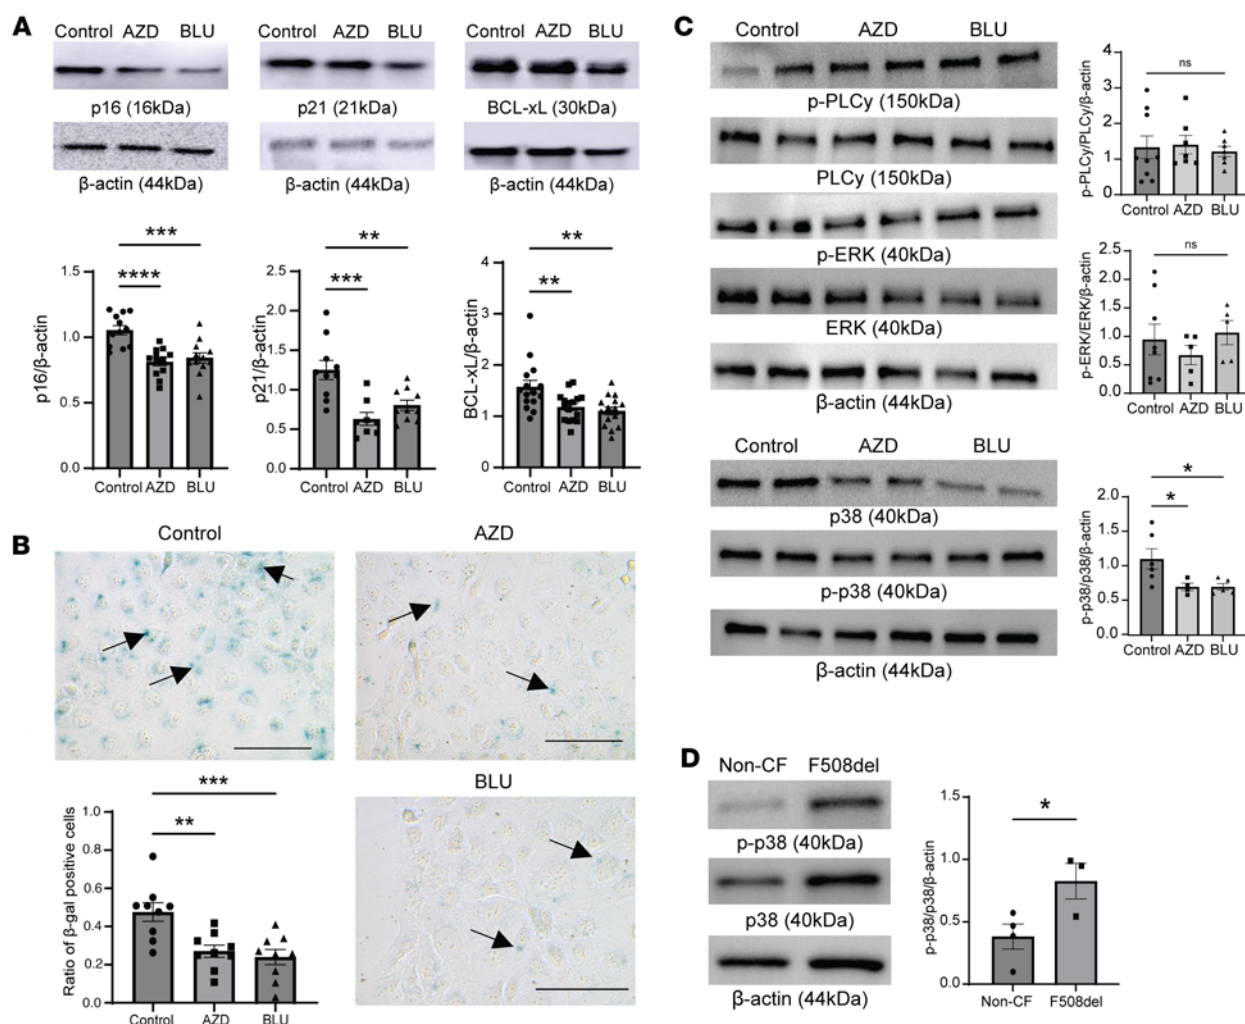 A
Control AZD BLU
p16 (16kDa)
β-actin (44kDa)
Control AZD BLU
p21 (21kDa)
β-actin (44kDa)
Control AZD BLU
BCL-xL (30kDa)
β-actin (44kDa)
***
****
p16/β-actin
1.5
1.0
0.5
0.0
Control AZD BLU
**
***
p21/β-actin
2.5
2.0
1.5
1.0
0.5
0.0
Control AZD BLU
**
**
BCL-xL/β-actin
4
3
2
1
0
Control AZD BLU
B
Control
AZD
BLU
***
**
Ratio of β-gal positive cells
1.0
0.8
0.6
0.4
0.2
0.0
Control AZD BLU
C
Control AZD BLU
p-PLCy (150kDa)
PLCy (150kDa)
p-ERK (40kDa)
ERK (40kDa)
β-actin (44kDa)
p-PLCy/PLCy/β-actin
ns
4
3
2
1
0
Control AZD BLU
p-ERK/ERK/β-actin
ns
2.5
2.0
1.5
1.0
0.5
0.0
Control AZD BLU
Control AZD BLU
p38 (40kDa)
p-p38 (40kDa)
β-actin (44kDa)
*
*
p-p38/p38/β-actin
2.0
1.5
1.0
0.5
0.0
Control AZD BLU
D
Non-CF F508del
p-p38 (40kDa)
p38 (40kDa)
β-actin (44kDa)
*
p-p38/p38/β-actin
1.5
1.0
0.5
0.0
Non-CF F508del